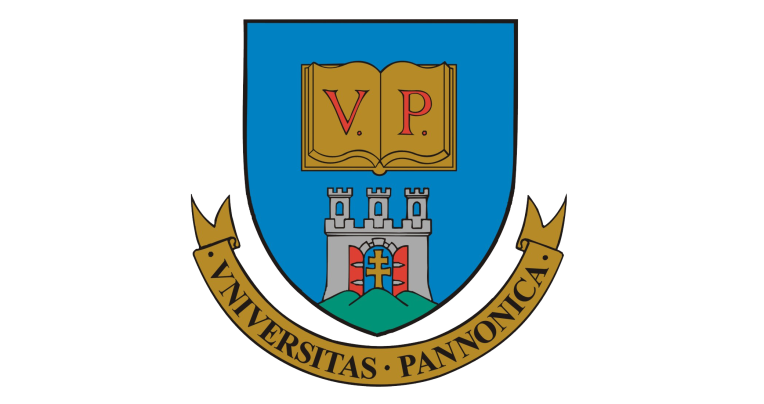 V. P.
· VNIVERSITAS · PANNONICA ·